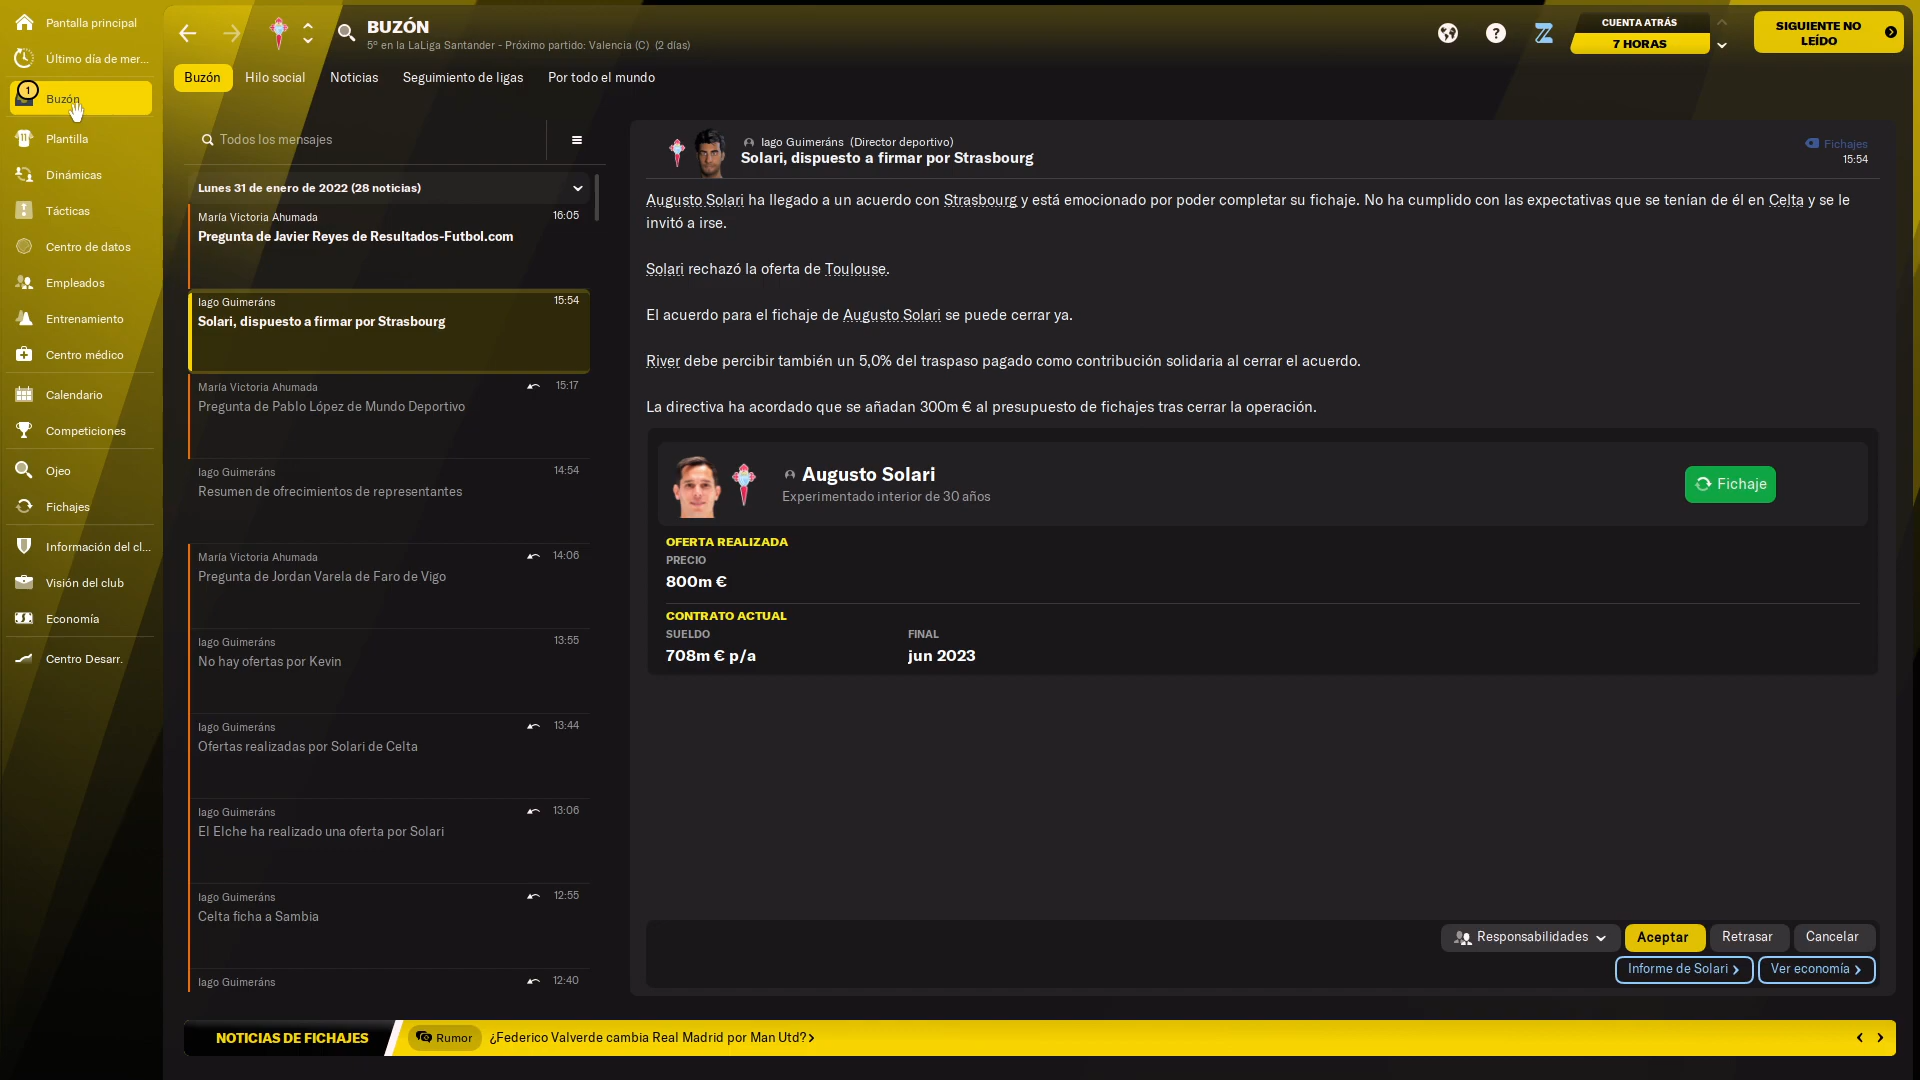 Pantalla principal
Último día de mer...
1
Buzón
Plantilla
Dinámicas
Tácticas
Centro de datos
Empleados
Entrenamiento
Centro médico
Calendario
Competiciones
Ojeo
Fichajes
Información del cl...
Visión del club
Economía
Centro Desarr.
BUZÓN
5º en la LaLiga Santander - Próximo partido: Valencia (C) (2 días)
CUENTA ATRÁS
7 HORAS
SIGUIENTE NO LEÍDO
Buzón Hilo social Noticias Seguimiento de ligas Por todo el mundo
Todos los mensajes
Lunes 31 de enero de 2022 (28 noticias)
María Victoria Ahumada 16:05
Pregunta de Javier Reyes de Resultados-Futbol.com
Iago Guimeráns 15:54
Solari, dispuesto a firmar por Strasbourg
María Victoria Ahumada 15:17
Pregunta de Pablo López de Mundo Deportivo
Iago Guimeráns 14:54
Resumen de ofrecimientos de representantes
María Victoria Ahumada 14:06
Pregunta de Jordan Varela de Faro de Vigo
Iago Guimeráns 13:55
No hay ofertas por Kevin
Iago Guimeráns 13:44
Ofertas realizadas por Solari de Celta
Iago Guimeráns 13:06
El Elche ha realizado una oferta por Solari
Iago Guimeráns 12:55
Celta ficha a Sambia
Iago Guimeráns 12:40
Iago Guimeráns (Director deportivo)
Solari, dispuesto a firmar por Strasbourg
Fichajes
15:54
Augusto Solari ha llegado a un acuerdo con Strasbourg y está emocionado por poder completar su fichaje. No ha cumplido con las expectativas que se tenían de él en Celta y se le
invitó a irse.
Solari rechazó la oferta de Toulouse.
El acuerdo para el fichaje de Augusto Solari se puede cerrar ya.
River debe percibir también un 5,0% del traspaso pagado como contribución solidaria al cerrar el acuerdo.
La directiva ha acordado que se añadan 300m € al presupuesto de fichajes tras cerrar la operación.
Augusto Solari
Experimentado interior de 30 años
Fichaje
OFERTA REALIZADA
PRECIO
800m €
CONTRATO ACTUAL
SUELDO FINAL
708m € p/a jun 2023
Responsabilidades Aceptar Retrasar Cancelar
Informe de Solari Ver economía
NOTICIAS DE FICHAJES Rumor ¿Federico Valverde cambia Real Madrid por Man Utd?